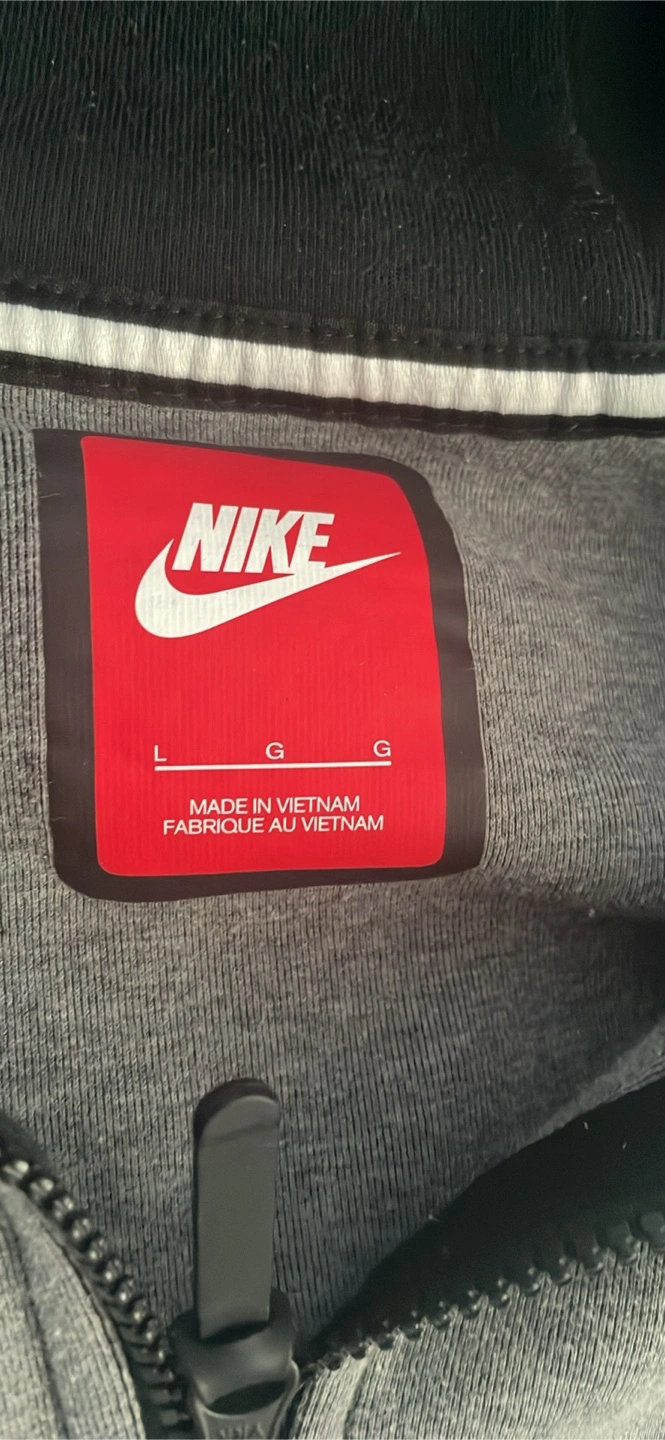 NIKE
L G G
MADE IN VIETNAM
FABRIQUE AU VIETNAM